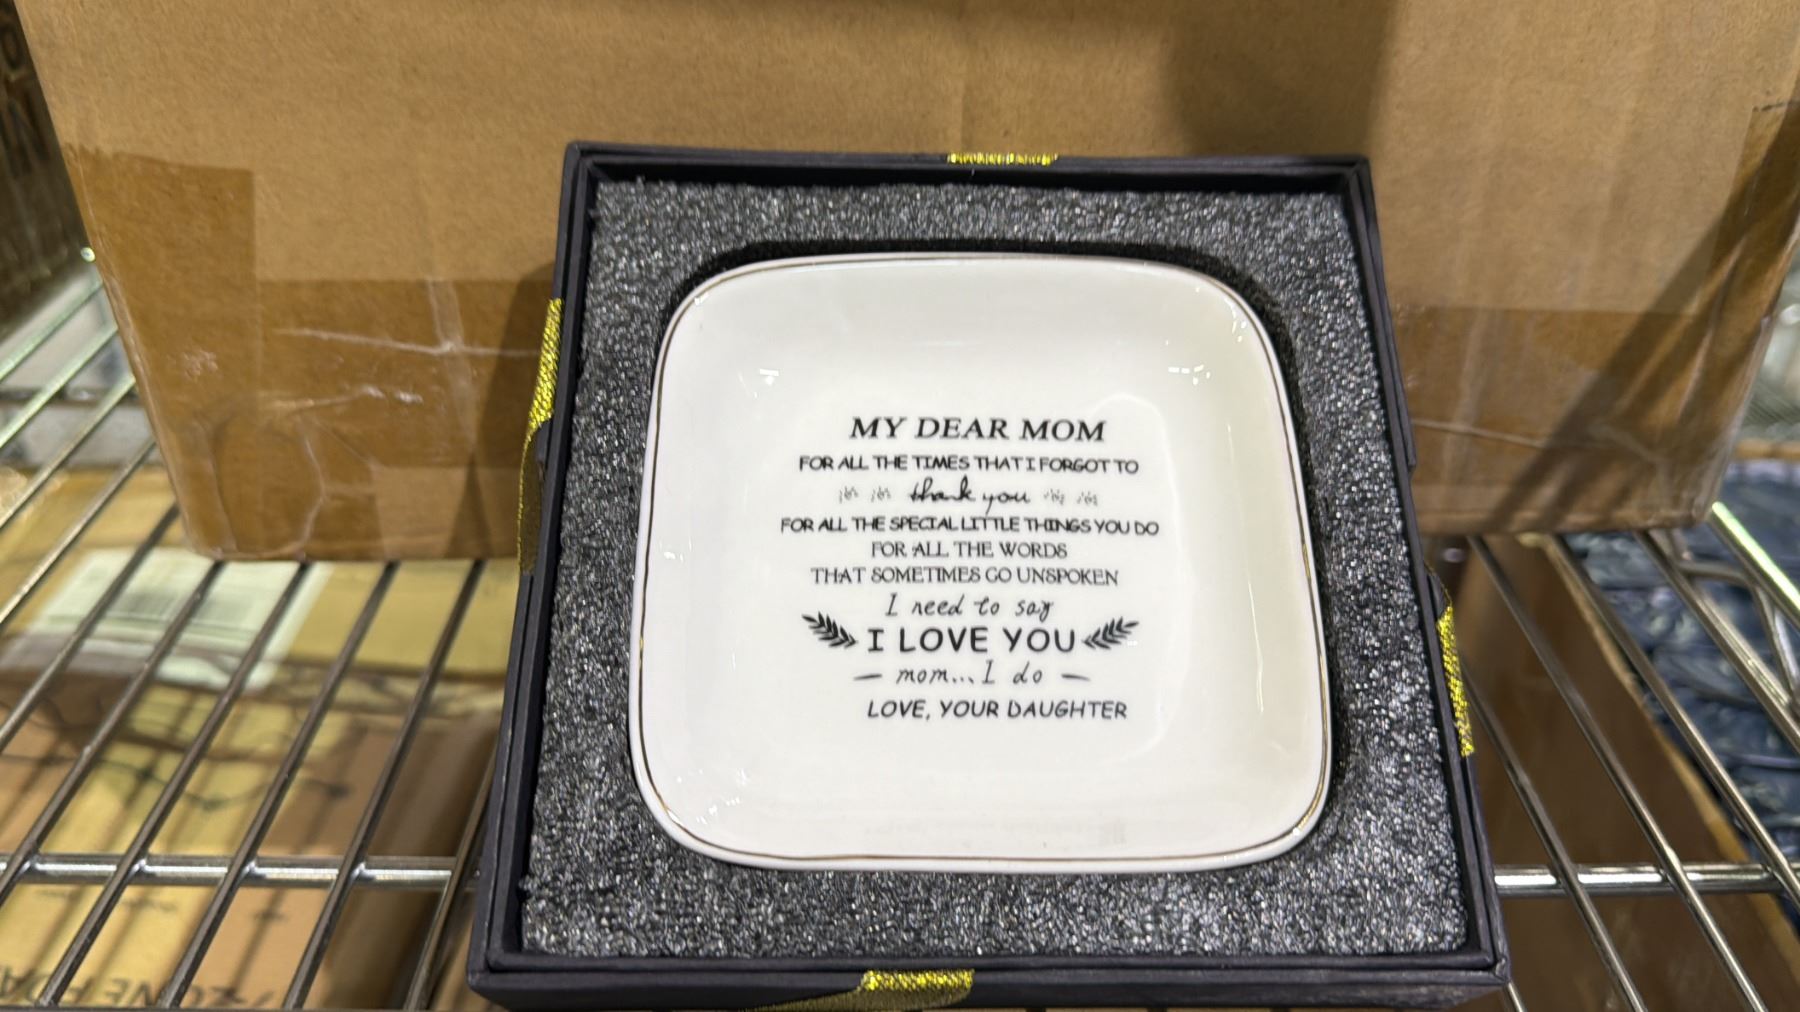 MY DEAR MOM
FOR ALL THE TIMES THAT I FORGOT TO
thank you
FOR ALL THE SPECIAL LITTLE THINGS YOU DO
FOR ALL THE WORDS
THAT SOMETIMES GO UNSPOKEN
I need to say
I LOVE YOU
— mom...I do —
LOVE, YOUR DAUGHTER